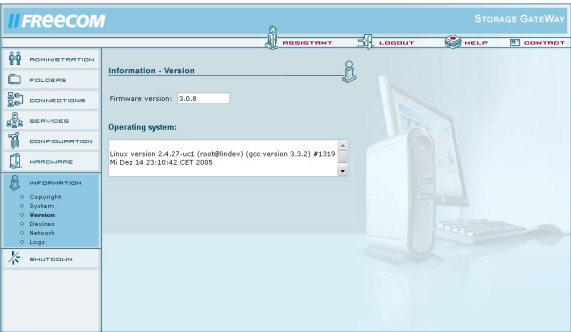 FREECOM
STORAGE GATEWAY
ASSISTANT
LOGOUT
HELP
CONTACT
ADMINISTRATION
FOLDERS
CONNECTIONS
SERVICES
CONFIGURATION
HARDWARE
INFORMATION
Copyright
System
Version
Devices
Network
Logs
SHUTDOWN
Information - Version
Firmware version: 3.0.8
Operating system:
Linux version 2.4.27-uc1 (root@lindev) (gcc version 3.3.2) #1319
Mi Dez 14 23:10:42 CET 2005